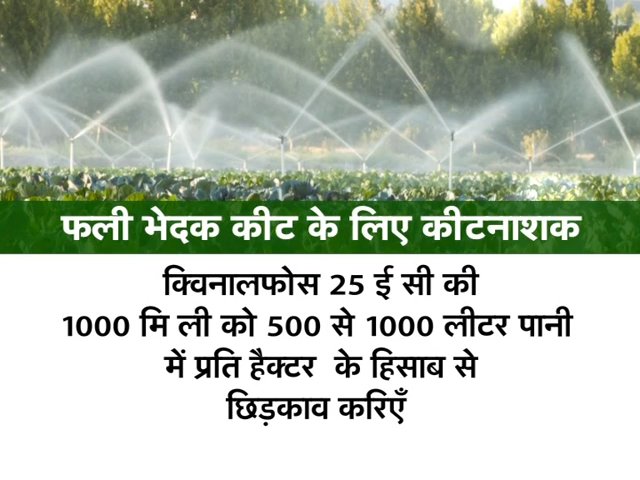 फली भेदक कीट के लिए कीटनाशक
क्विनालफोस 25 ई सी की
1000 मि ली को 500 से 1000 लीटर पानी
में प्रति हैक्टर के हिसाब से
छिड़काव करिएँ